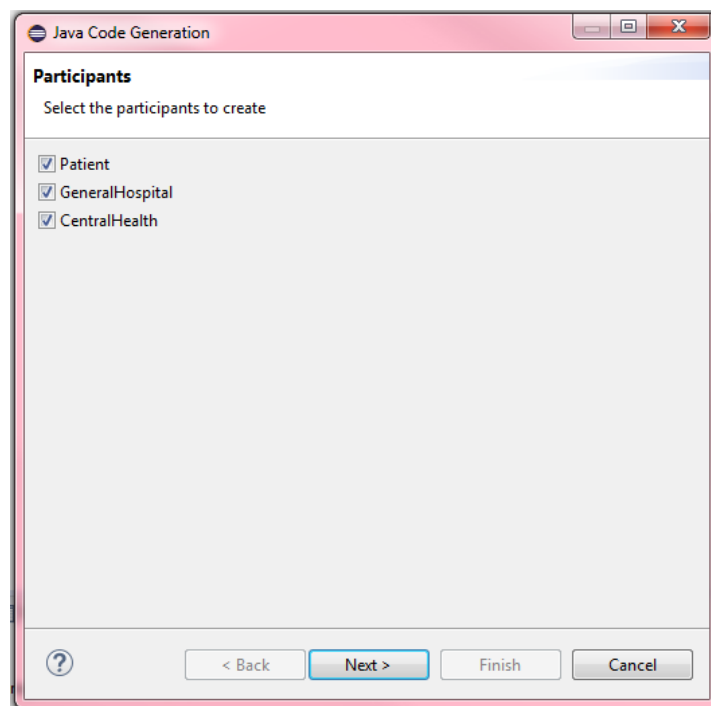 Java Code Generation
Participants
Select the participants to create
Patient
GeneralHospital
CentralHealth
?
< Back Next > Finish Cancel